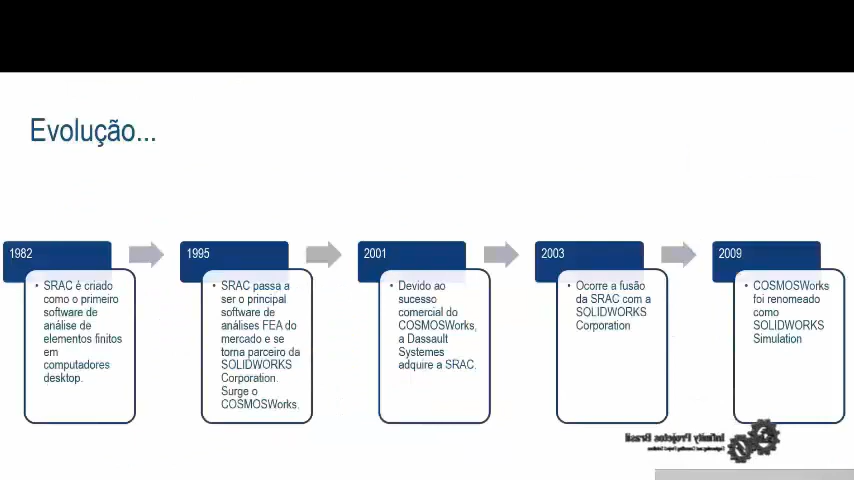 Evolução...
1982
SRAC é criado
como o primeiro
software de
análise de
elementos finitos
em
computadores
desktop.
1995
SRAC passa a
ser o principal
software de
análises FEA do
mercado e se
torna parceiro da
SOLIDWORKS
Corporation.
Surge o
COSMOSWorks.
2001
Devido ao
sucesso
comercial do
COSMOSWorks,
a Dassault
Systemes
adquire a SRAC.
2003
Ocorre a fusão
da SRAC com a
SOLIDWORKS
Corporation
2009
COSMOSWorks
foi renomeado
como
SOLIDWORKS
Simulation
Infinity Projetos Brasil